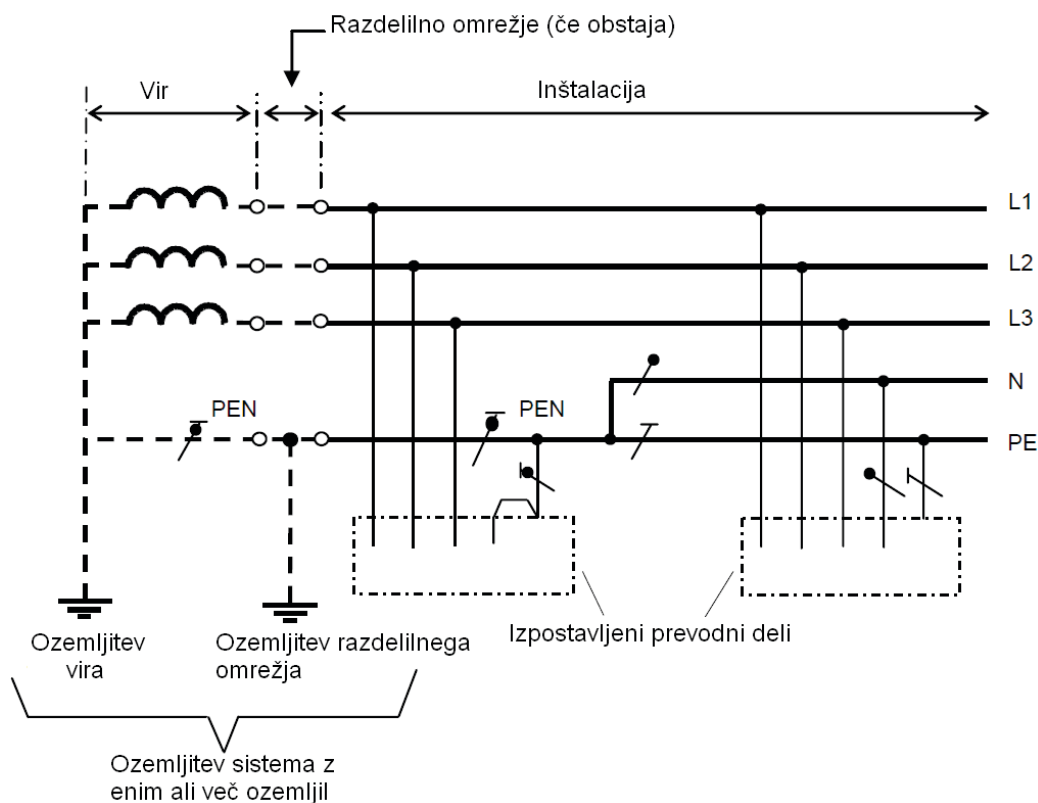 Razdelilno omrežje (če obstaja)
Vir
Inštalacija
L1
L2
L3
N
PEN
PEN
PE
Izpostavljeni prevodni deli
Ozemljitev
vira
Ozemljitev razdelilnega
omrežja
Ozemljitev sistema z
enim ali več ozemljil